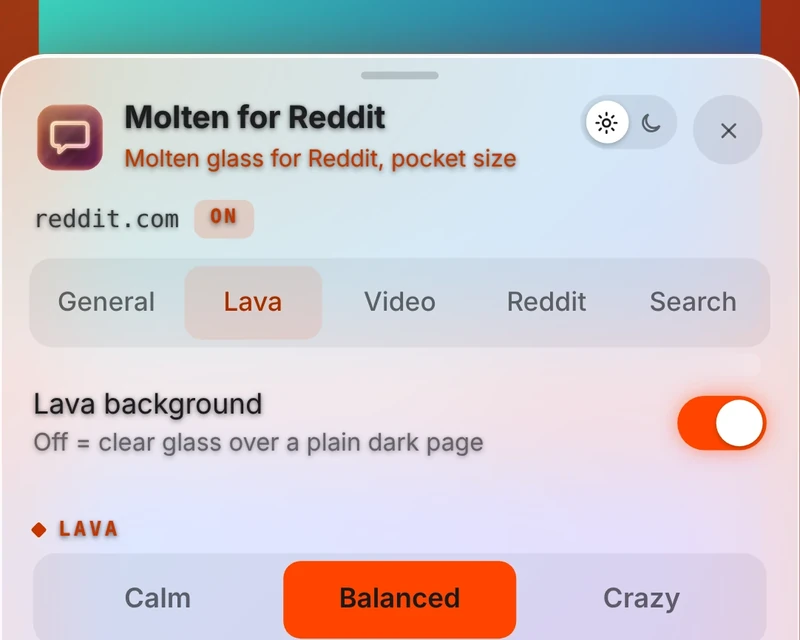 Molten for Reddit
Molten glass for Reddit, pocket size
reddit.com ON
General Lava Video Reddit Search
Lava background
Off = clear glass over a plain dark page
LAVA
Calm Balanced Crazy